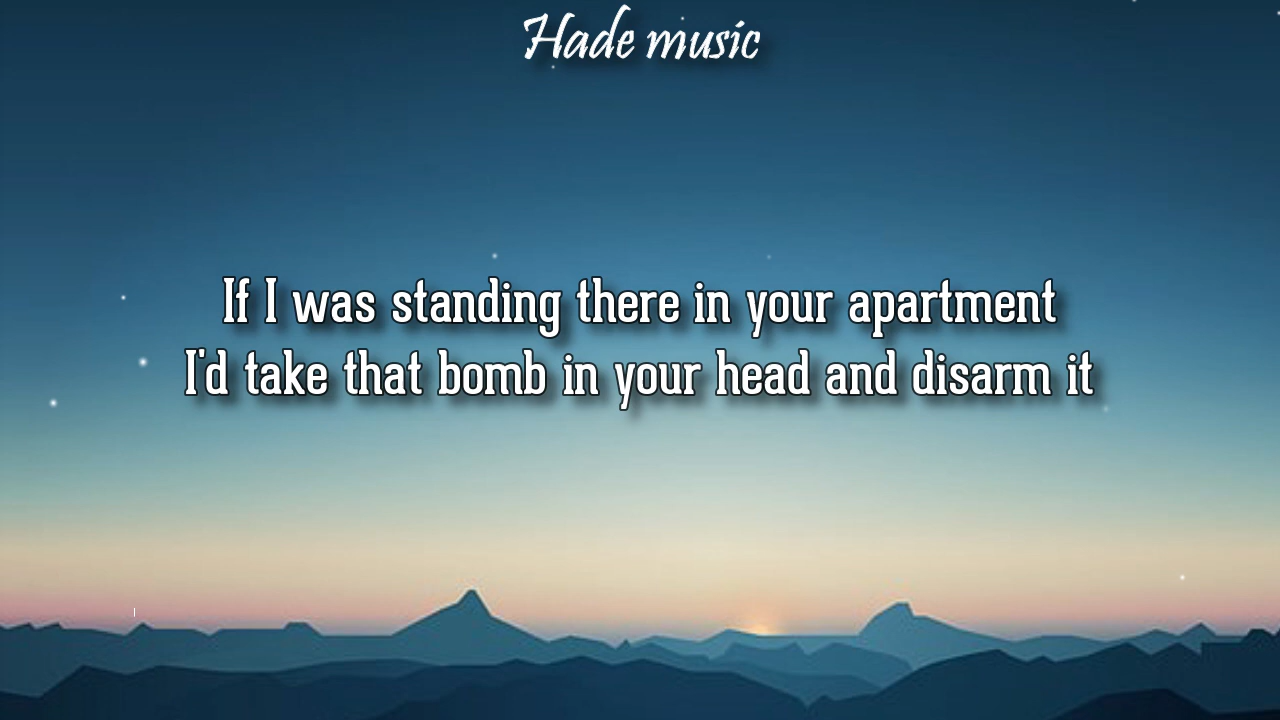 Hade music
If I was standing there in your apartment
I'd take that bomb in your head and disarm it